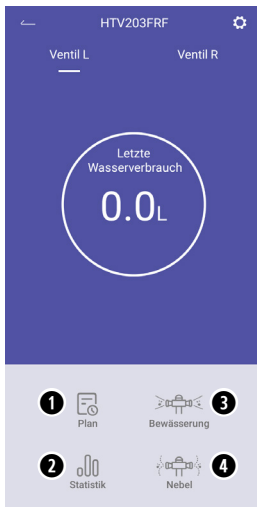 HTV203FRF
Ventil L Ventil R
Letzte
Wasserverbrauch
0.0L
1 Plan
3 Bewässerung
2 Statistik
4 Nebel